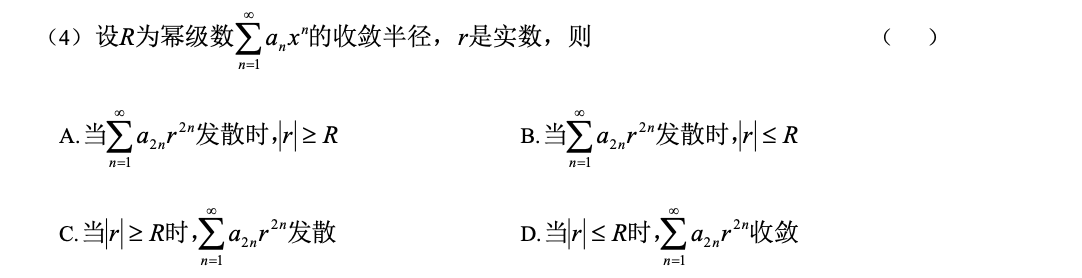 （4）设R为幂级数$\sum_{n=1}^{\infty} a_n x^n$的收敛半径，r是实数，则 （ ）
A. 当$\sum_{n=1}^{\infty} a_{2n} r^{2n}$发散时,$|r| \geq R$ B. 当$\sum_{n=1}^{\infty} a_{2n} r^{2n}$发散时,$|r| \leq R$
C. 当$|r| \geq R$时,$\sum_{n=1}^{\infty} a_{2n} r^{2n}$发散 D. 当$|r| \leq R$时,$\sum_{n=1}^{\infty} a_{2n} r^{2n}$收敛